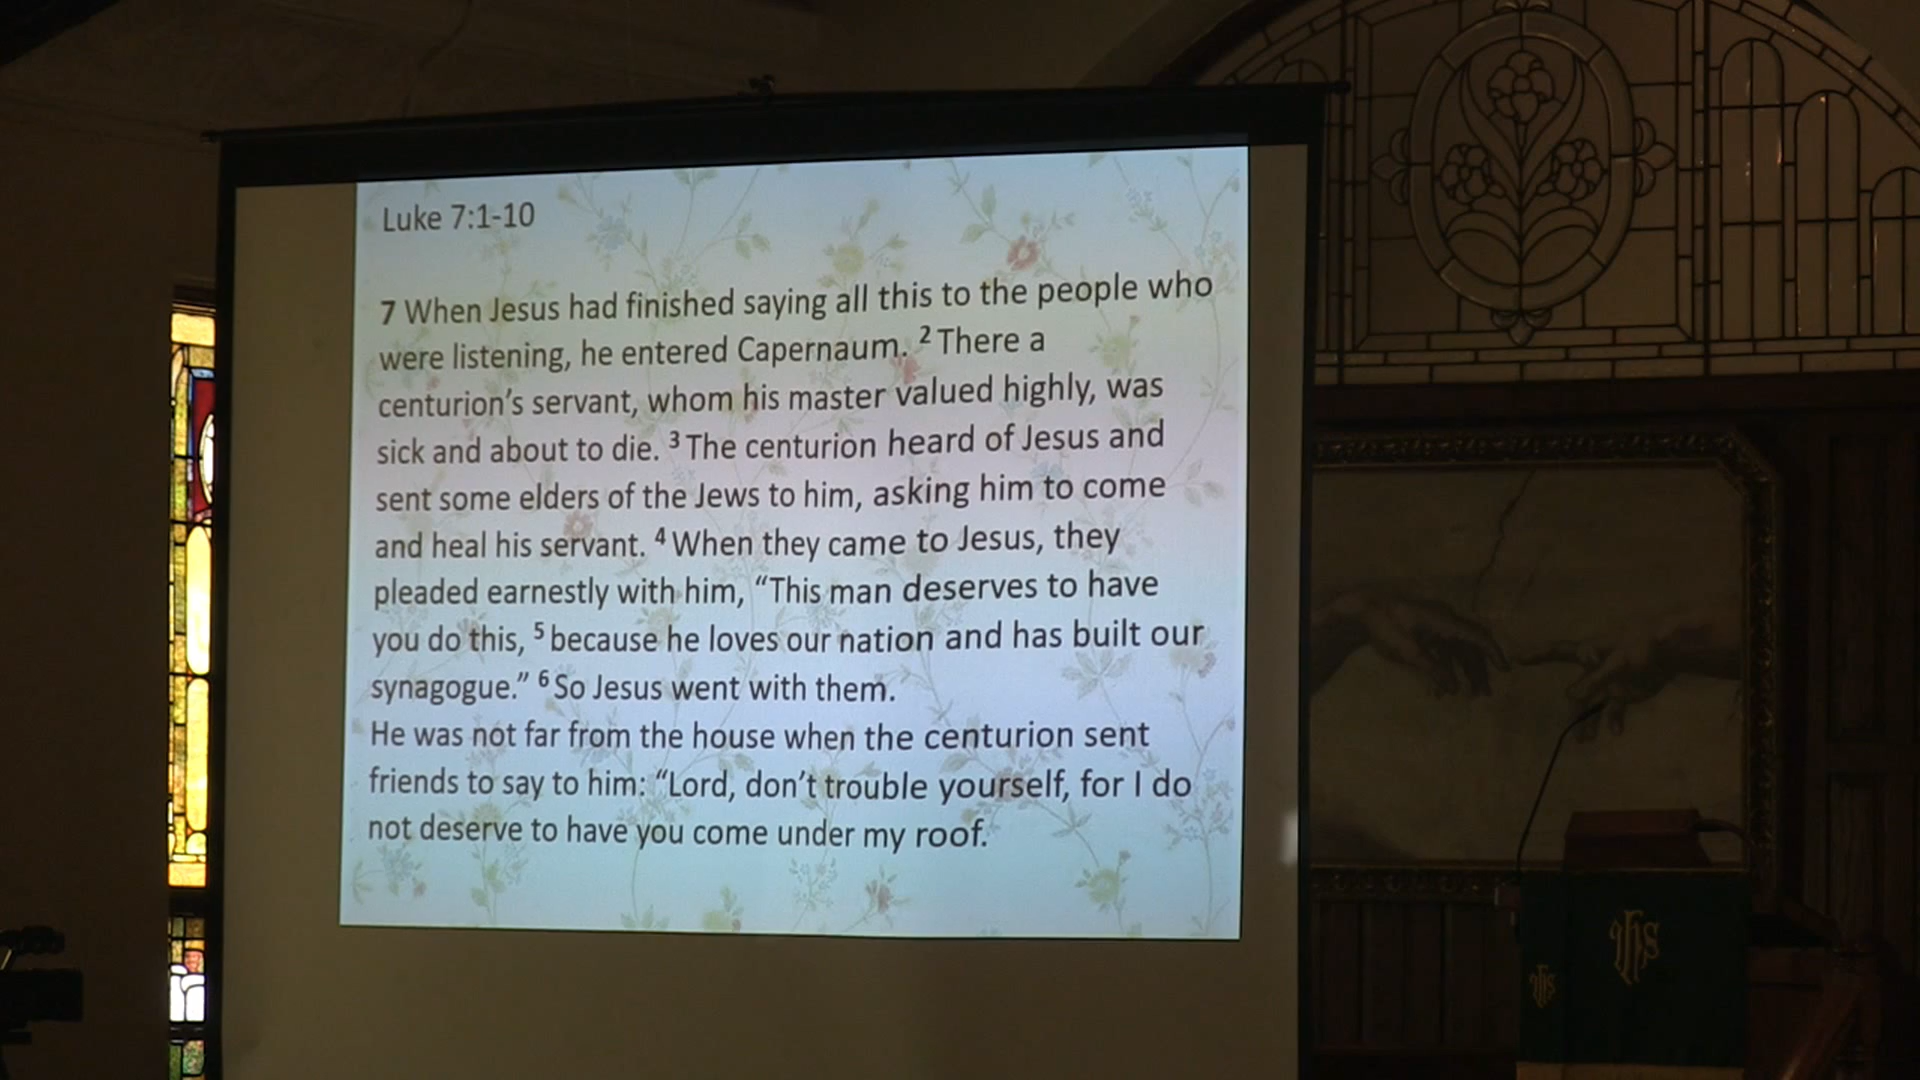 Luke 7:1-10
7 When Jesus had finished saying all this to the people who
were listening, he entered Capernaum. 2 There a
centurion’s servant, whom his master valued highly, was
sick and about to die. 3 The centurion heard of Jesus and
sent some elders of the Jews to him, asking him to come
and heal his servant. 4 When they came to Jesus, they
pleaded earnestly with him, “This man deserves to have
you do this, 5 because he loves our nation and has built our
synagogue.” 6 So Jesus went with them.
He was not far from the house when the centurion sent
friends to say to him: “Lord, don’t trouble yourself, for I do
not deserve to have you come under my roof.
IHS
IHS